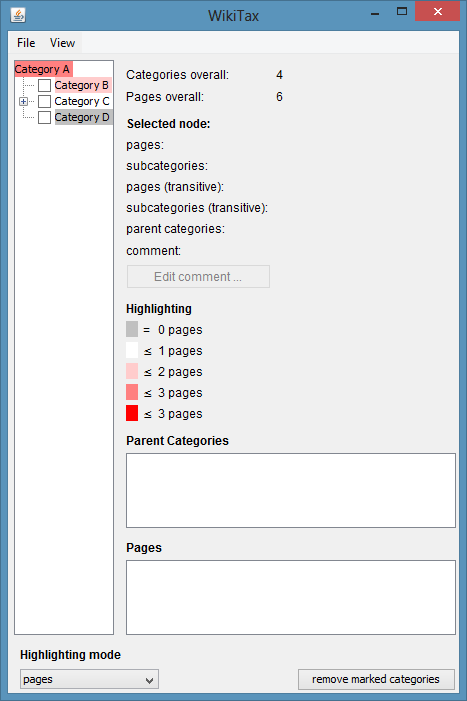 WikiTax
File View
Category A
Category B
Category C
Category D
Categories overall: 4
Pages overall: 6
Selected node:
pages:
subcategories:
pages (transitive):
subcategories (transitive):
parent categories:
comment:
Edit comment ...
Highlighting
= 0 pages
≤ 1 pages
≤ 2 pages
≤ 3 pages
≤ 3 pages
Parent Categories
Pages
Highlighting mode
pages
remove marked categories